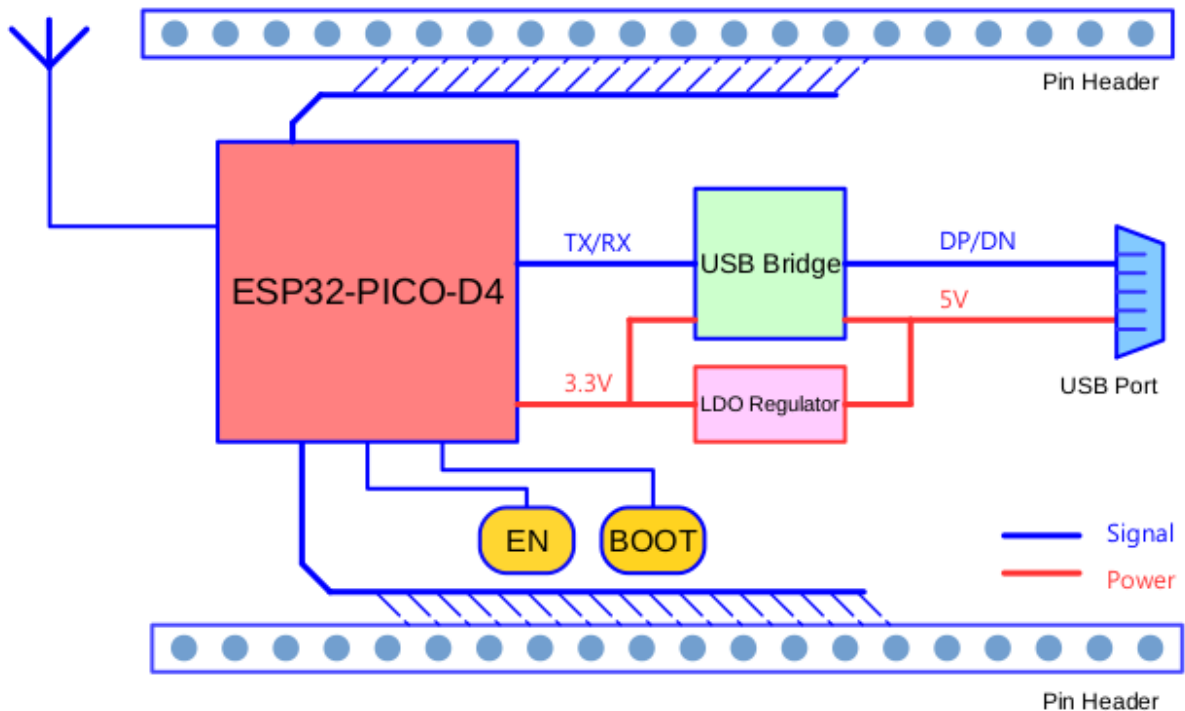 Pin Header
TX/RX
DP/DN
USB Bridge
ESP32-PICO-D4
5V
3.3V
USB Port
LDO Regulator
EN
BOOT
Signal
Power
Pin Header